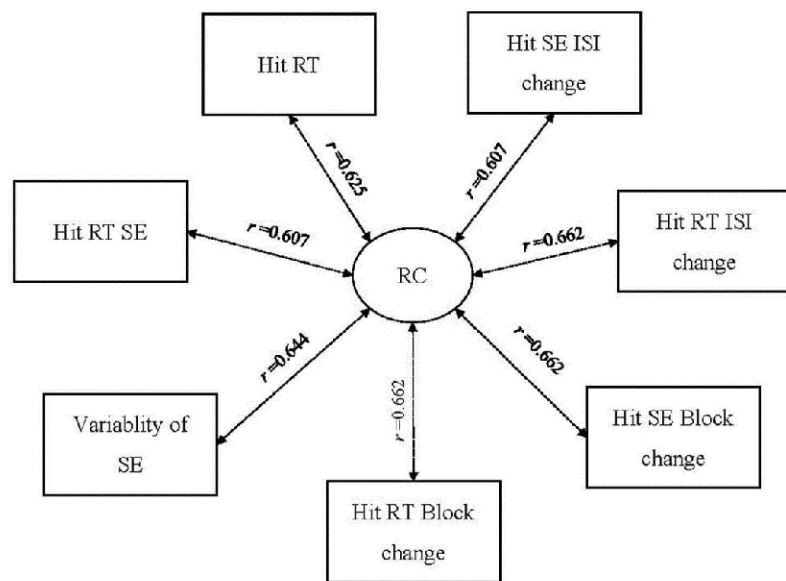 Hit RT
Hit SE ISI
change
r=0.625
r=0.607
Hit RT SE
r=0.607
RC
r=0.662
Hit RT ISI
change
r=0.644
r=0.662
r=0.662
Variablity of
SE
Hit SE Block
change
Hit RT Block
change